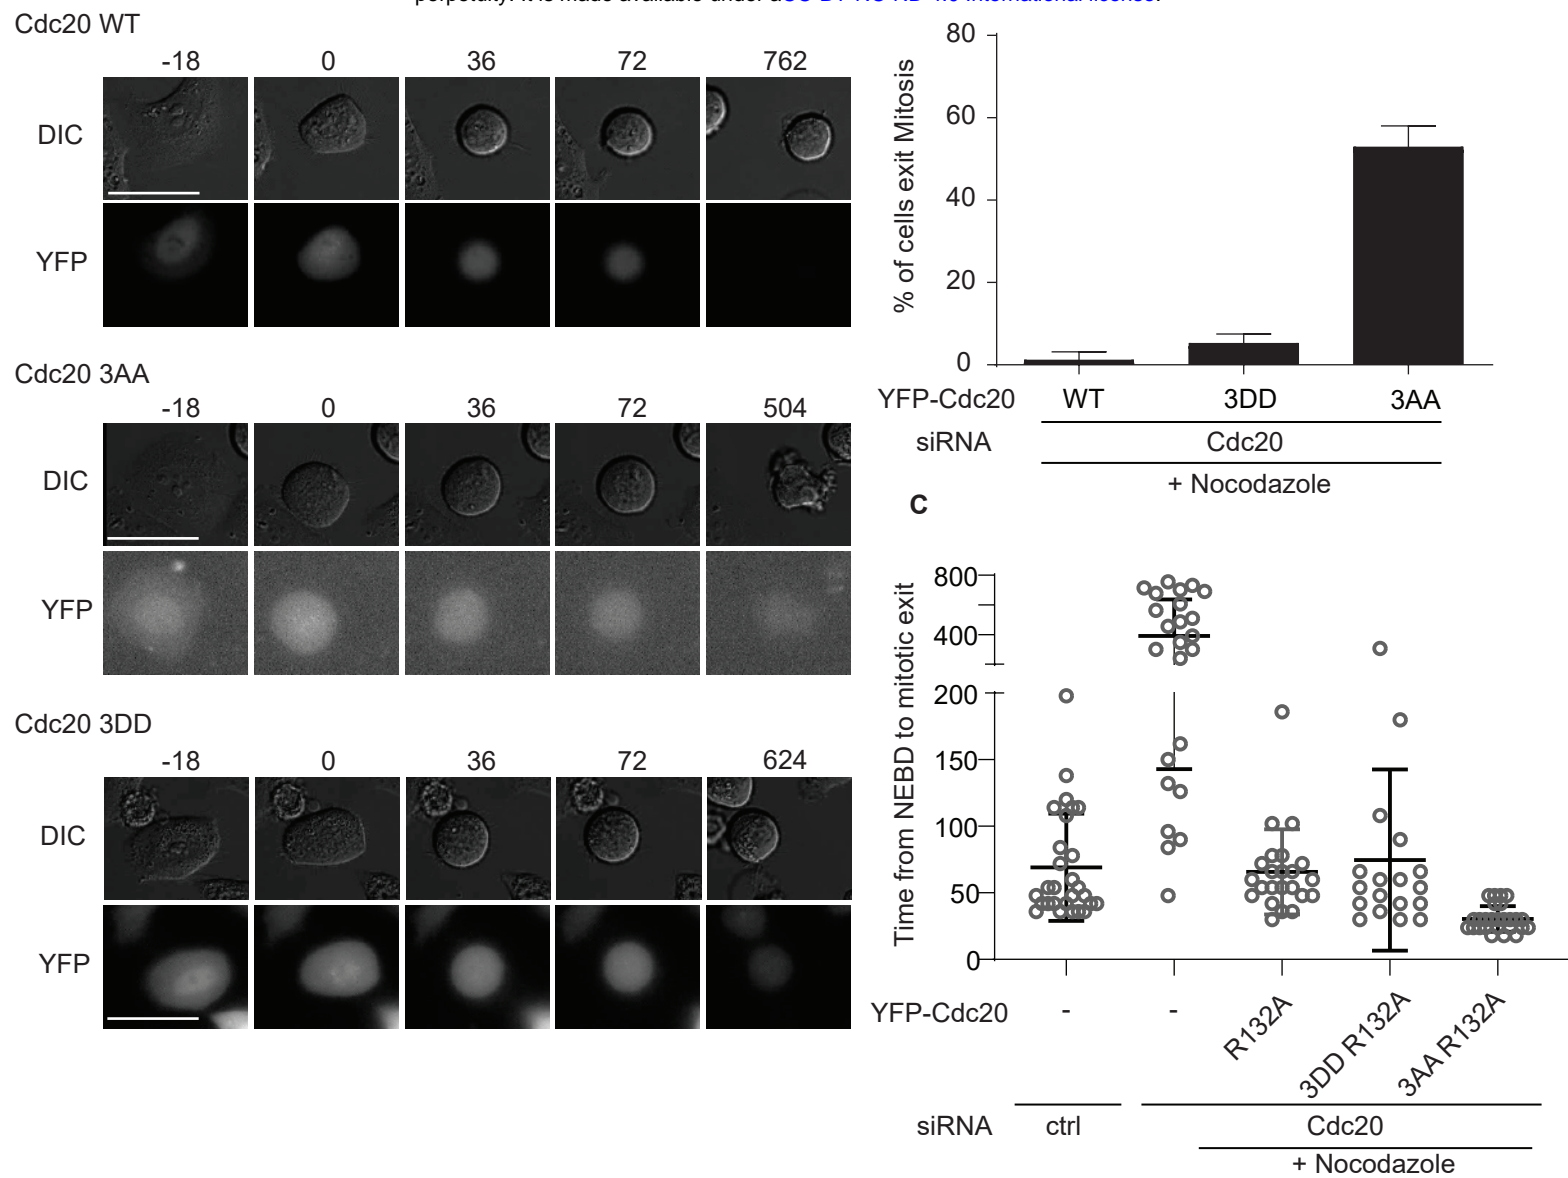 Cdc20 WT
-18 0 36 72 762
DIC
YFP
Cdc20 3AA
-18 0 36 72 504
DIC
YFP
Cdc20 3DD
-18 0 36 72 624
DIC
YFP
% of cells exit Mitosis
80
60
40
20
0
YFP-Cdc20 WT 3DD 3AA
siRNA Cdc20
+ Nocodazole
C
Time from NEBD to mitotic exit
800
400
200
150
100
50
0
YFP-Cdc20 - - R132A 3DD R132A 3AA R132A
siRNA ctrl Cdc20
+ Nocodazole